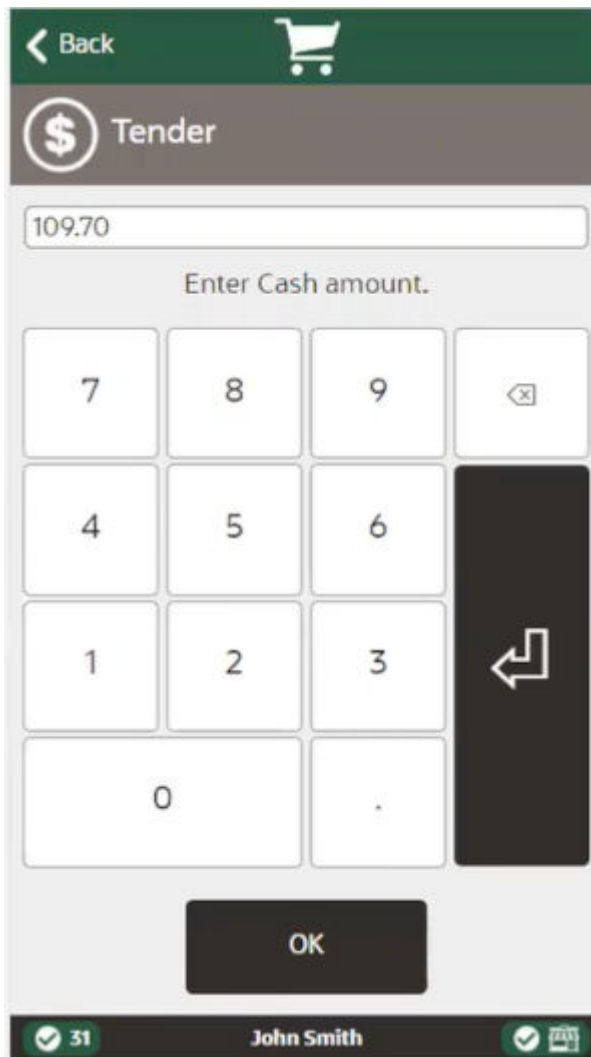 Back
$ Tender
109.70
Enter Cash amount.
7 8 9
4 5 6
1 2 3
0 .
OK
31 John Smith